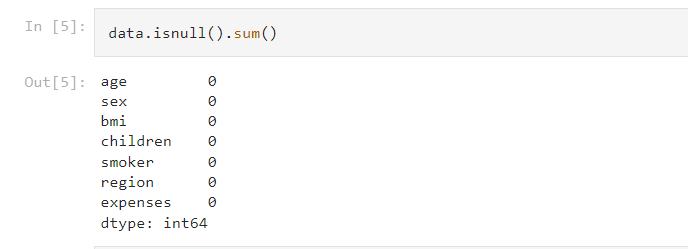 In [5]: data.isnull().sum()
Out[5]: age 0
sex 0
bmi 0
children 0
smoker 0
region 0
expenses 0
dtype: int64